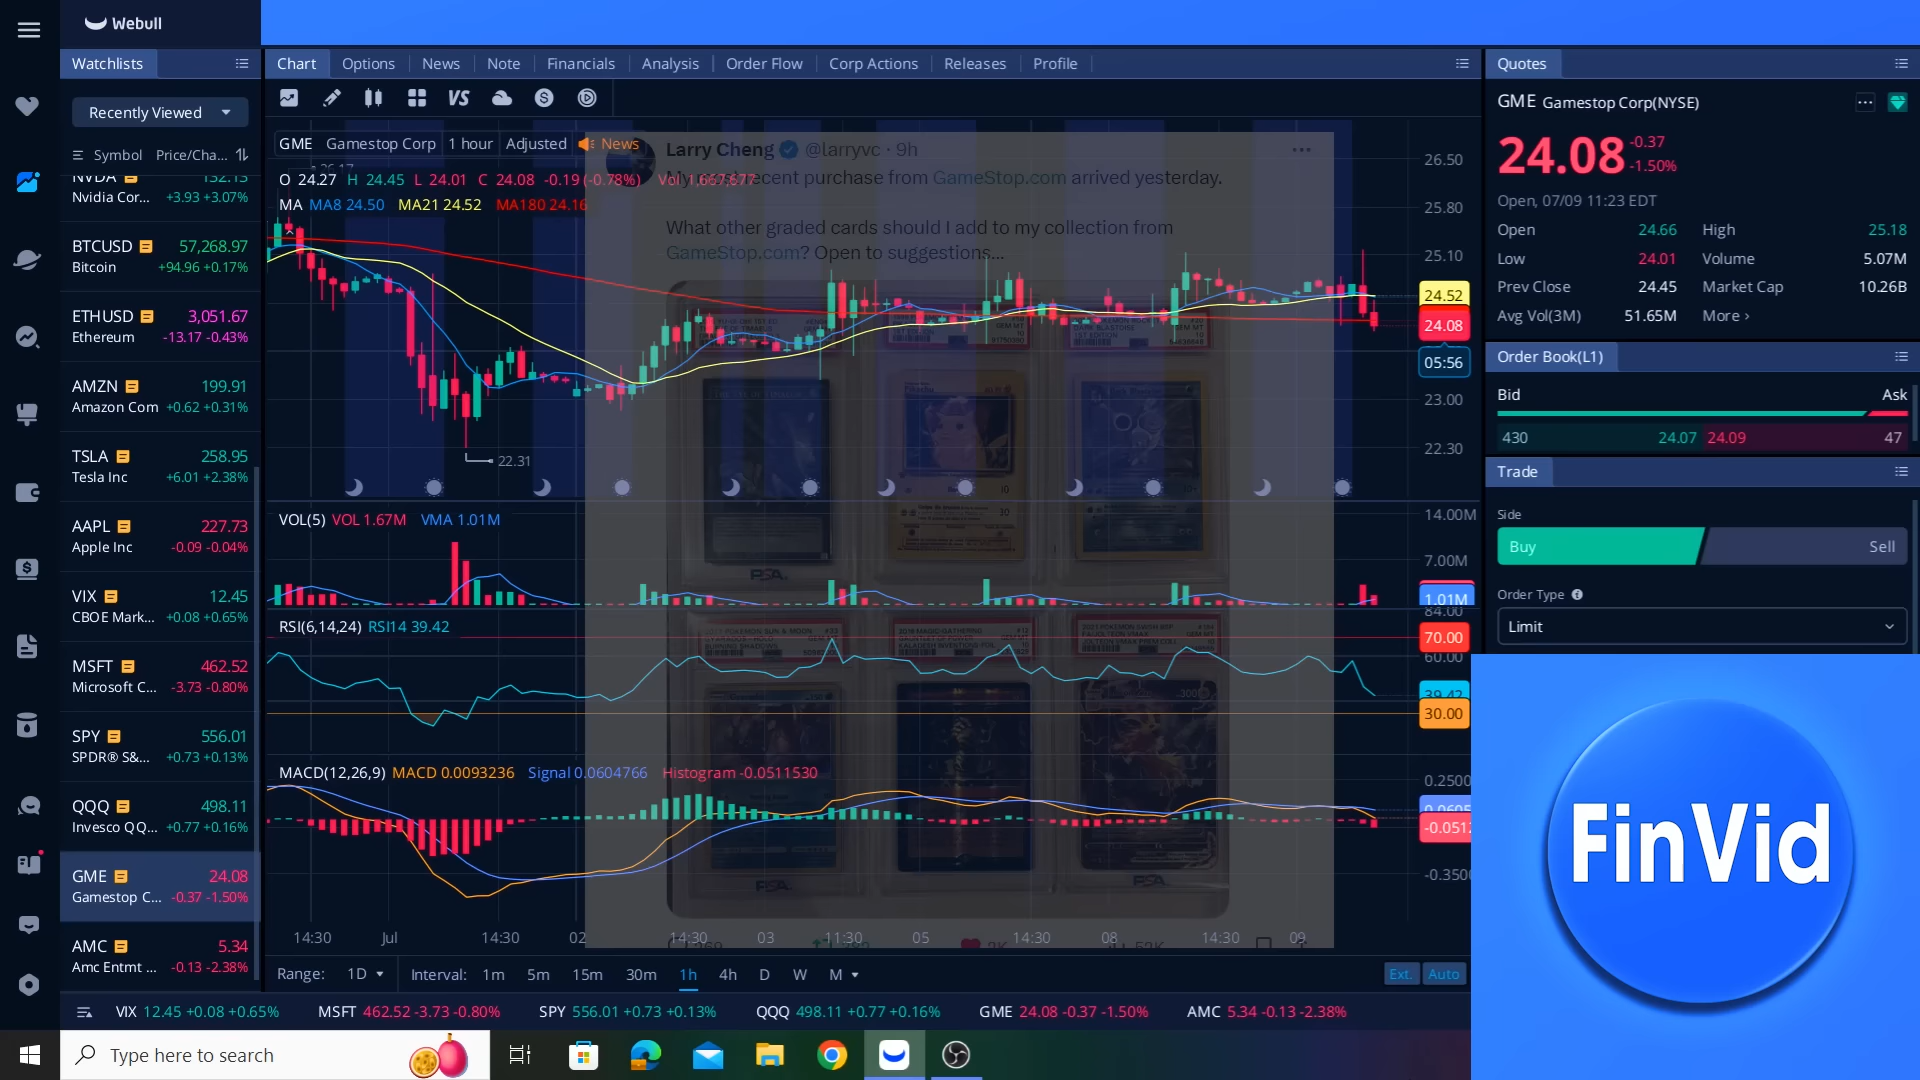 Webull
Watchlists
Recently Viewed
Symbol Price/Cha...
NVDA 132.13
Nvidia Cor... +3.93 +3.07%
BTCUSD 57,268.97
Bitcoin +94.96 +0.17%
ETHUSD 3,051.67
Ethereum -13.17 -0.43%
AMZN 199.91
Amazon Com +0.62 +0.31%
TSLA 258.95
Tesla Inc +6.01 +2.38%
AAPL 227.73
Apple Inc -0.09 -0.04%
VIX 12.45
CBOE Mark... +0.08 +0.65%
MSFT 462.52
Microsoft C... -3.73 -0.80%
SPY 556.01
SPDR® S&... +0.73 +0.13%
QQQ 498.11
Invesco QQ... +0.77 +0.16%
GME 24.08
Gamestop C... -0.37 -1.50%
AMC 5.34
Amc Entmt ... -0.13 -2.38%
Chart Options News Note Financials Analysis Order Flow Corp Actions Releases Profile
VS
GME Gamestop Corp 1 hour Adjusted News
O 24.27 H 24.45 L 24.01 C 24.08 -0.19 (-0.78%)
MA MA8 24.50 MA21 24.52 MA180 24.16
Larry Cheng @larryvc · 9h
recent purchase from GameStop.com arrived yesterday.
What other graded cards should I add to my collection from
GameStop.com? Open to suggestions...
26.50
25.80
25.10
24.52
24.08
05:56
23.00
22.30
22.31
PSA
VOL(5) VOL 1.67M VMA 1.01M
14.00M
7.00M
1.01M
84.00
RSI(6,14,24) RSI14 39.42
70.00
60.00
39.42
30.00
MACD(12,26,9) MACD 0.0093236 Signal 0.0604766 Histogram -0.0511530
0.2500
0.0605
-0.0512
-0.3500
PSA PSA
14:30 Jul 14:30 02 14:30 03 11:30 05 14:30 08 14:30 09
Range: 1D Interval: 1m 5m 15m 30m 1h 4h D W M Ext. Auto
VIX 12.45 +0.08 +0.65% MSFT 462.52 -3.73 -0.80% SPY 556.01 +0.73 +0.13% QQQ 498.11 +0.77 +0.16% GME 24.08 -0.37 -1.50% AMC 5.34 -0.13 -2.38%
Type here to search
Quotes
GME Gamestop Corp(NYSE)
24.08 -0.37
-1.50%
Open, 07/09 11:23 EDT
Open 24.66 High 25.18
Low 24.01 Volume 5.07M
Prev Close 24.45 Market Cap 10.26B
Avg Vol(3M) 51.65M More ›
Order Book(L1)
Bid Ask
430 24.07 24.09 47
Trade
Side
Buy Sell
Order Type
Limit
FinVid